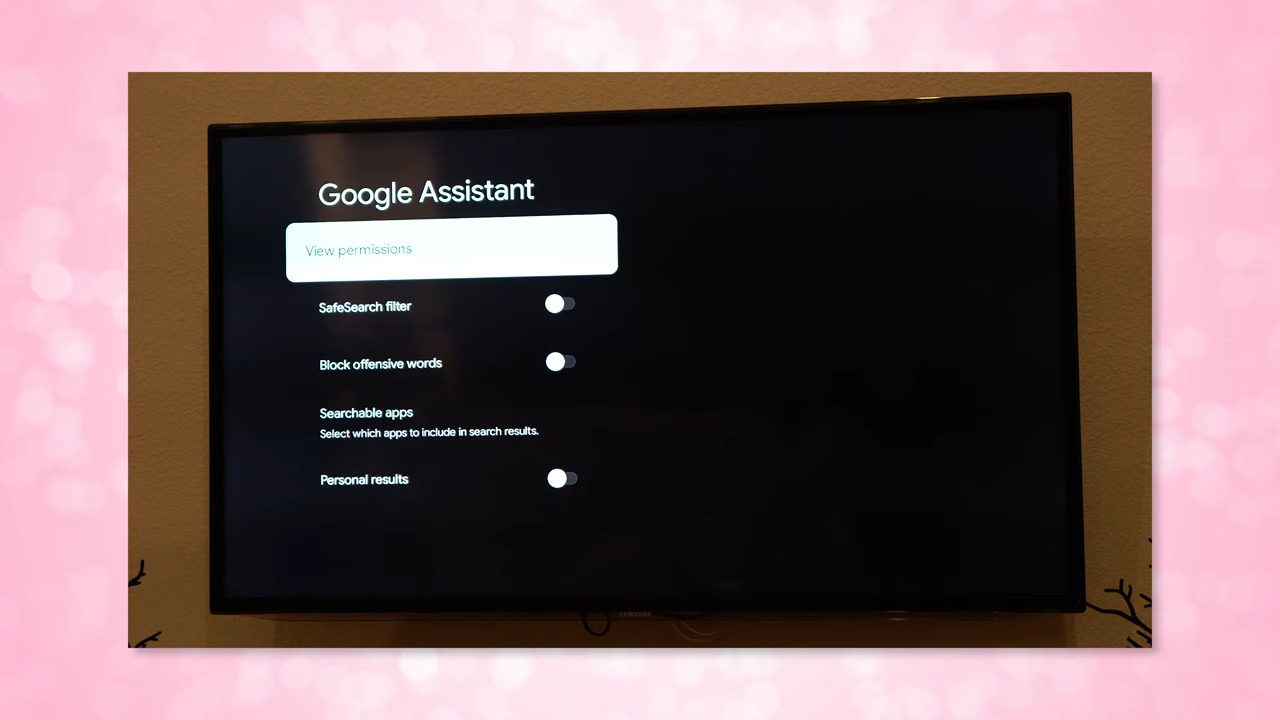 Google Assistant
View permissions
SafeSearch filter
Block offensive words
Searchable apps
Select which apps to include in search results.
Personal results
SAMSUNG